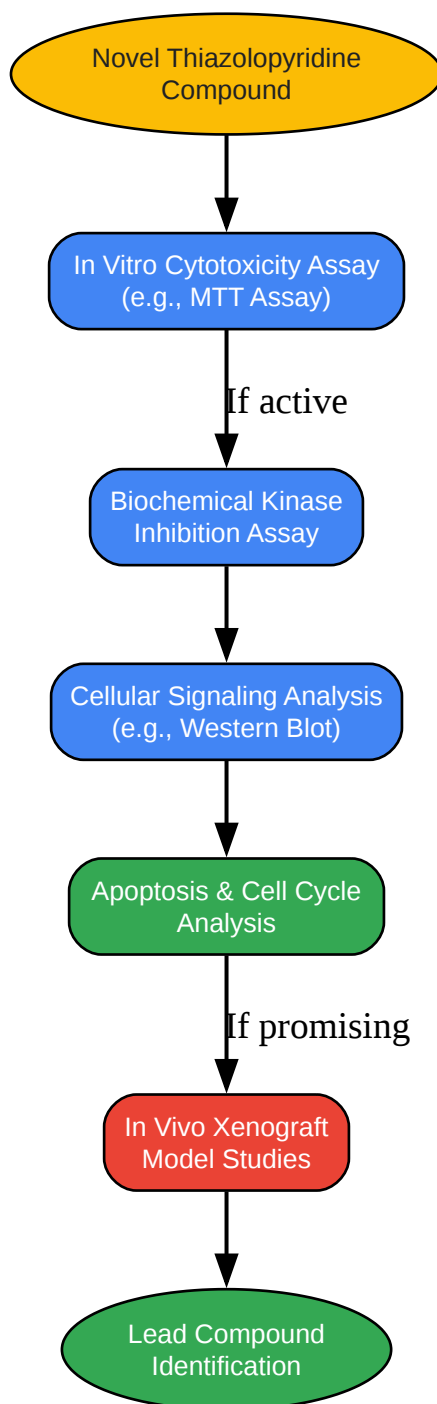 Novel Thiazolopyridine
Compound
In Vitro Cytotoxicity Assay
(e.g., MTT Assay)
If active
Biochemical Kinase
Inhibition Assay
Cellular Signaling Analysis
(e.g., Western Blot)
Apoptosis & Cell Cycle
Analysis
If promising
In Vivo Xenograft
Model Studies
Lead Compound
Identification